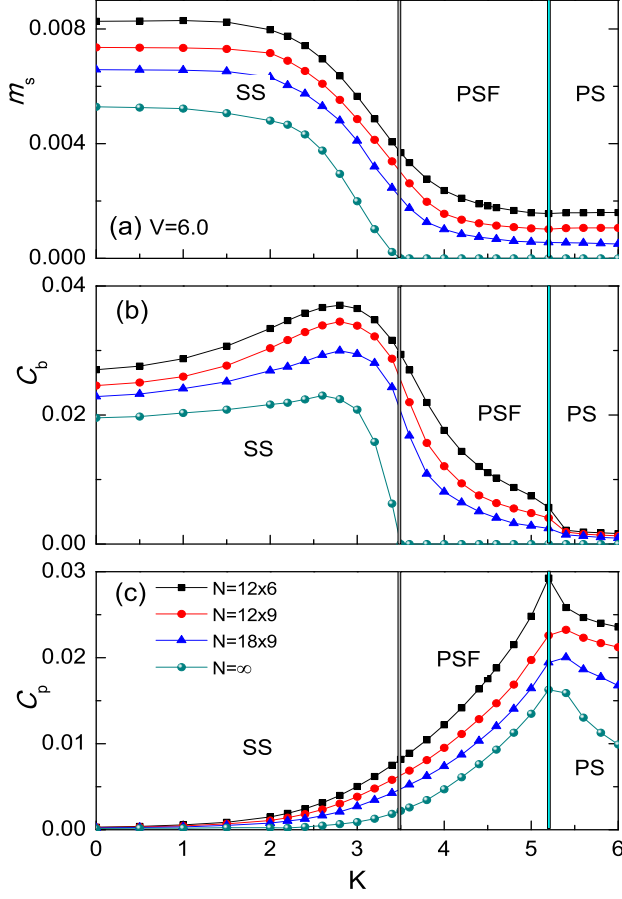 0.008
0.004
0.000
m_s
SS
PSF
PS
(a) V=6.0
0.04
0.02
0.00
C_b
(b)
SS
PSF
PS
0.03
0.02
0.01
0.00
C_p
(c)
N=12x6
N=12x9
N=18x9
N=∞
SS
PSF
PS
0 1 2 3 4 5 6
K